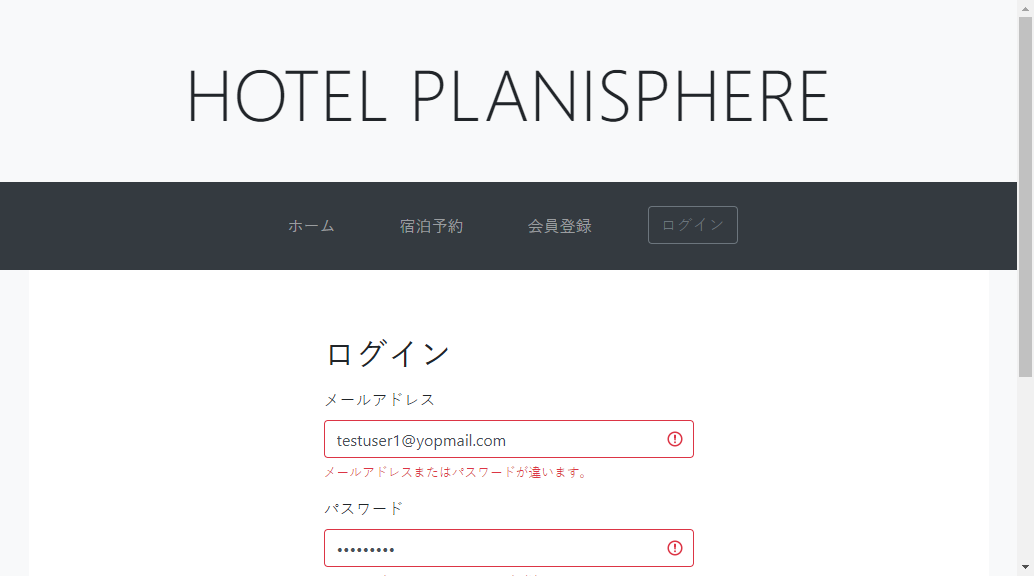 HOTEL PLANISPHERE
ホーム 宿泊予約 会員登録 ログイン
ログイン
メールアドレス
testuser1@yopmail.com
メールアドレスまたはパスワードが違います。
パスワード
•••••••••